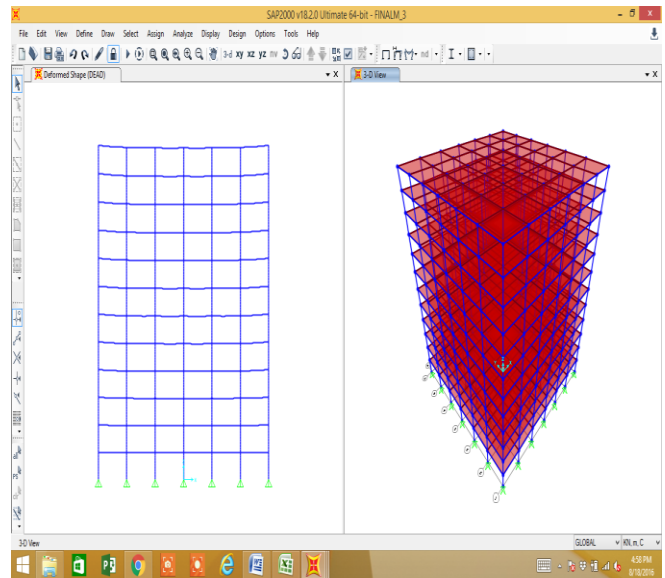 SAP2000 v18.2.0 Ultimate 64-bit - FINALM_3
File Edit View Define Draw Select Assign Analyze Display Design Options Tools Help
3-d xy xz yz nv
nd
Deformed Shape (DEAD)
3-D View
3-D View
GLOBAL
KN, m, C
4:58 PM
8/18/2016